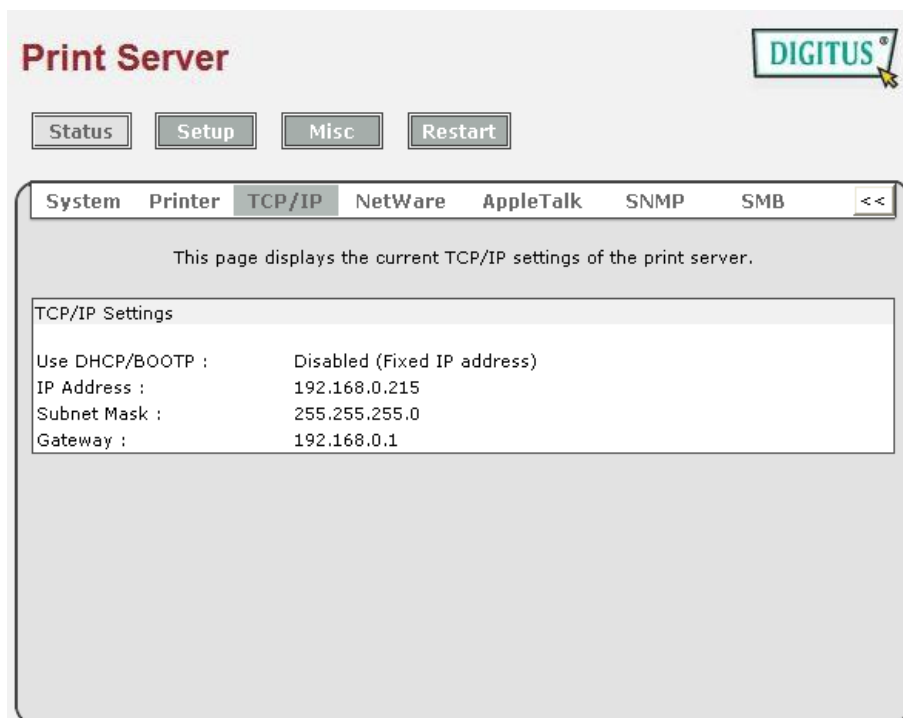 Print Server
DIGITUS®
Status Setup Misc Restart
System Printer TCP/IP NetWare AppleTalk SNMP SMB <<
This page displays the current TCP/IP settings of the print server.
TCP/IP Settings
Use DHCP/BOOTP : Disabled (Fixed IP address)
IP Address : 192.168.0.215
Subnet Mask : 255.255.255.0
Gateway : 192.168.0.1